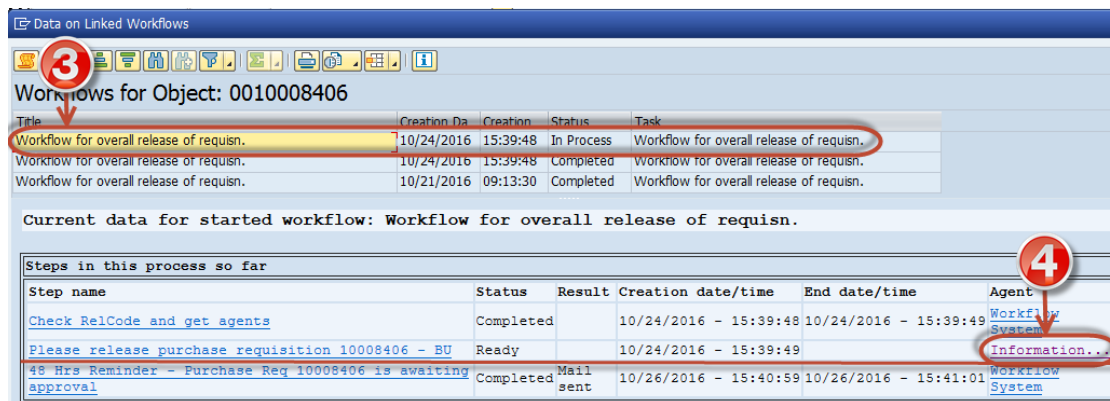 Data on Linked Workflows
3
Workflows for Object: 0010008406
Title Creation Da Creation Status Task
Workflow for overall release of requisn. 10/24/2016 15:39:48 In Process Workflow for overall release of requisn.
Workflow for overall release of requisn. 10/24/2016 15:39:48 Completed Workflow for overall release of requisn.
Workflow for overall release of requisn. 10/21/2016 09:13:30 Completed Workflow for overall release of requisn.
Current data for started workflow: Workflow for overall release of requisn.
Steps in this process so far
4
Step name Status Result Creation date/time End date/time Agent
Check RelCode and get agents Completed 10/24/2016 - 15:39:48 10/24/2016 - 15:39:49 Workflow System
Please release purchase requisition 10008406 - BU Ready 10/24/2016 - 15:39:49 Information...
48 Hrs Reminder - Purchase Req 10008406 is awaiting approval Completed Mail sent 10/26/2016 - 15:40:59 10/26/2016 - 15:41:01 Workflow System